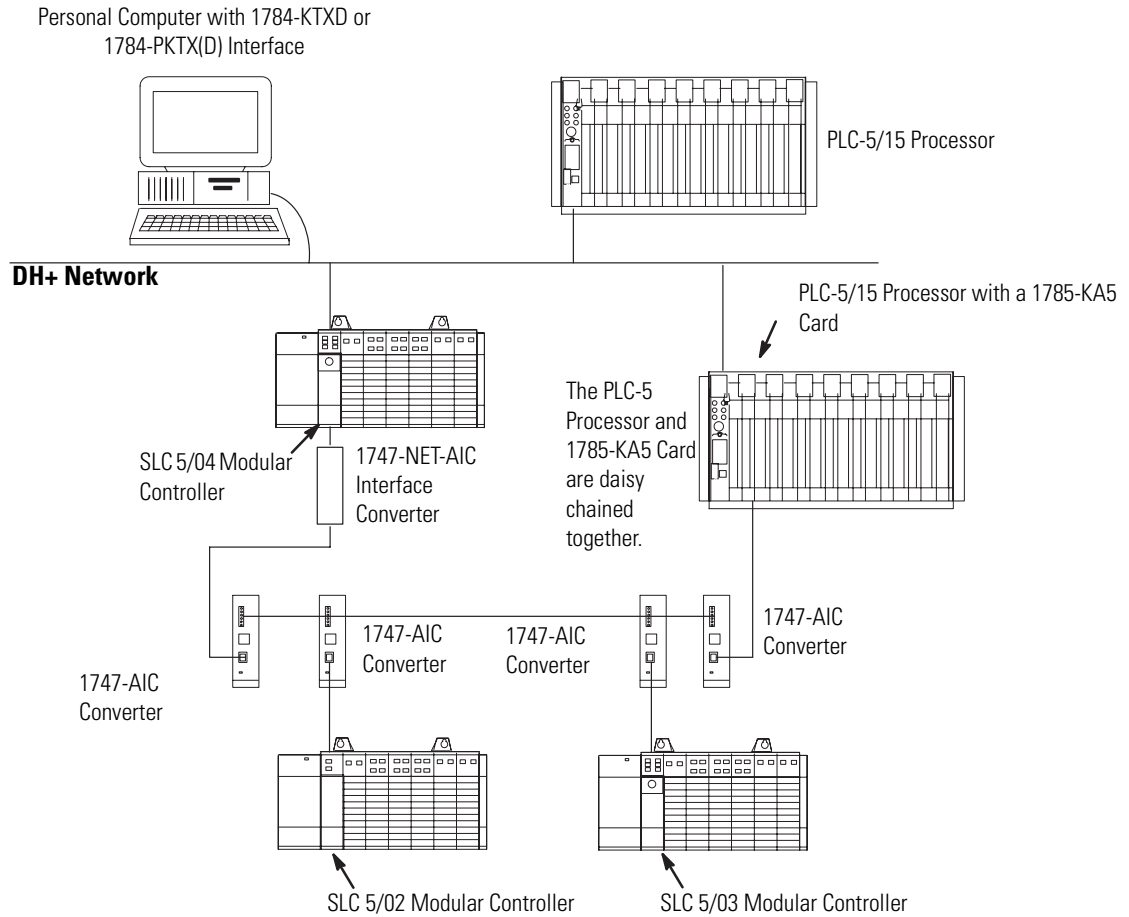 Personal Computer with 1784-KTXD or
1784-PKTX(D) Interface
PLC-5/15 Processor
DH+ Network
PLC-5/15 Processor with a 1785-KA5
Card
The PLC-5
Processor and
1785-KA5 Card
are daisy
chained
together.
SLC 5/04 Modular
Controller
1747-NET-AIC
Interface
Converter
1747-AIC
Converter
1747-AIC
Converter
1747-AIC
Converter
1747-AIC
Converter
SLC 5/02 Modular Controller
SLC 5/03 Modular Controller